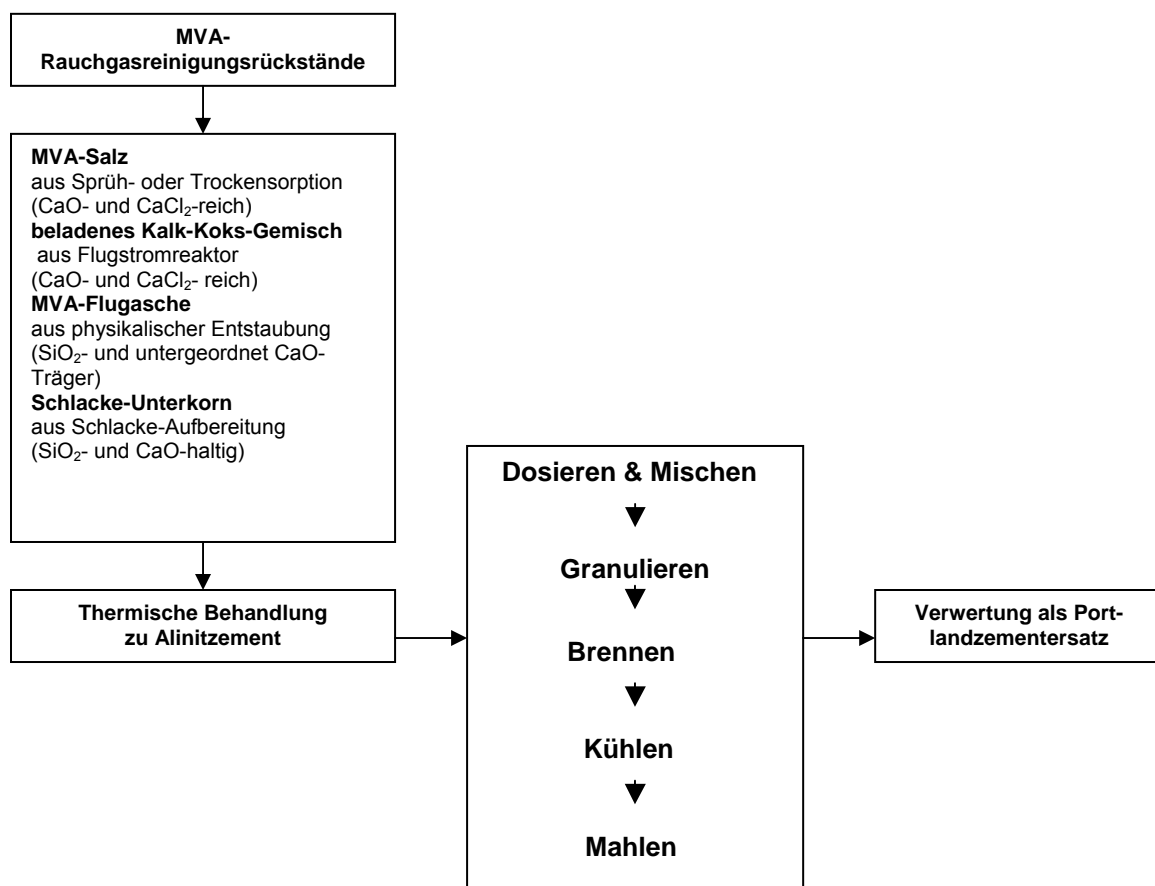 MVA-
Rauchgasreinigungsrückstände
MVA-Salz
aus Sprüh- oder Trockensorption
(CaO- und CaCl₂-reich)
beladenes Kalk-Koks-Gemisch
aus Flugstromreaktor
(CaO- und CaCl₂- reich)
MVA-Flugasche
aus physikalischer Entstaubung
(SiO₂- und untergeordnet CaO-
Träger)
Schlacke-Unterkorn
aus Schlacke-Aufbereitung
(SiO₂- und CaO-haltig)
Thermische Behandlung
zu Alinitzement
Dosieren & Mischen
Granulieren
Brennen
Kühlen
Mahlen
Verwertung als Port-
landzementersatz